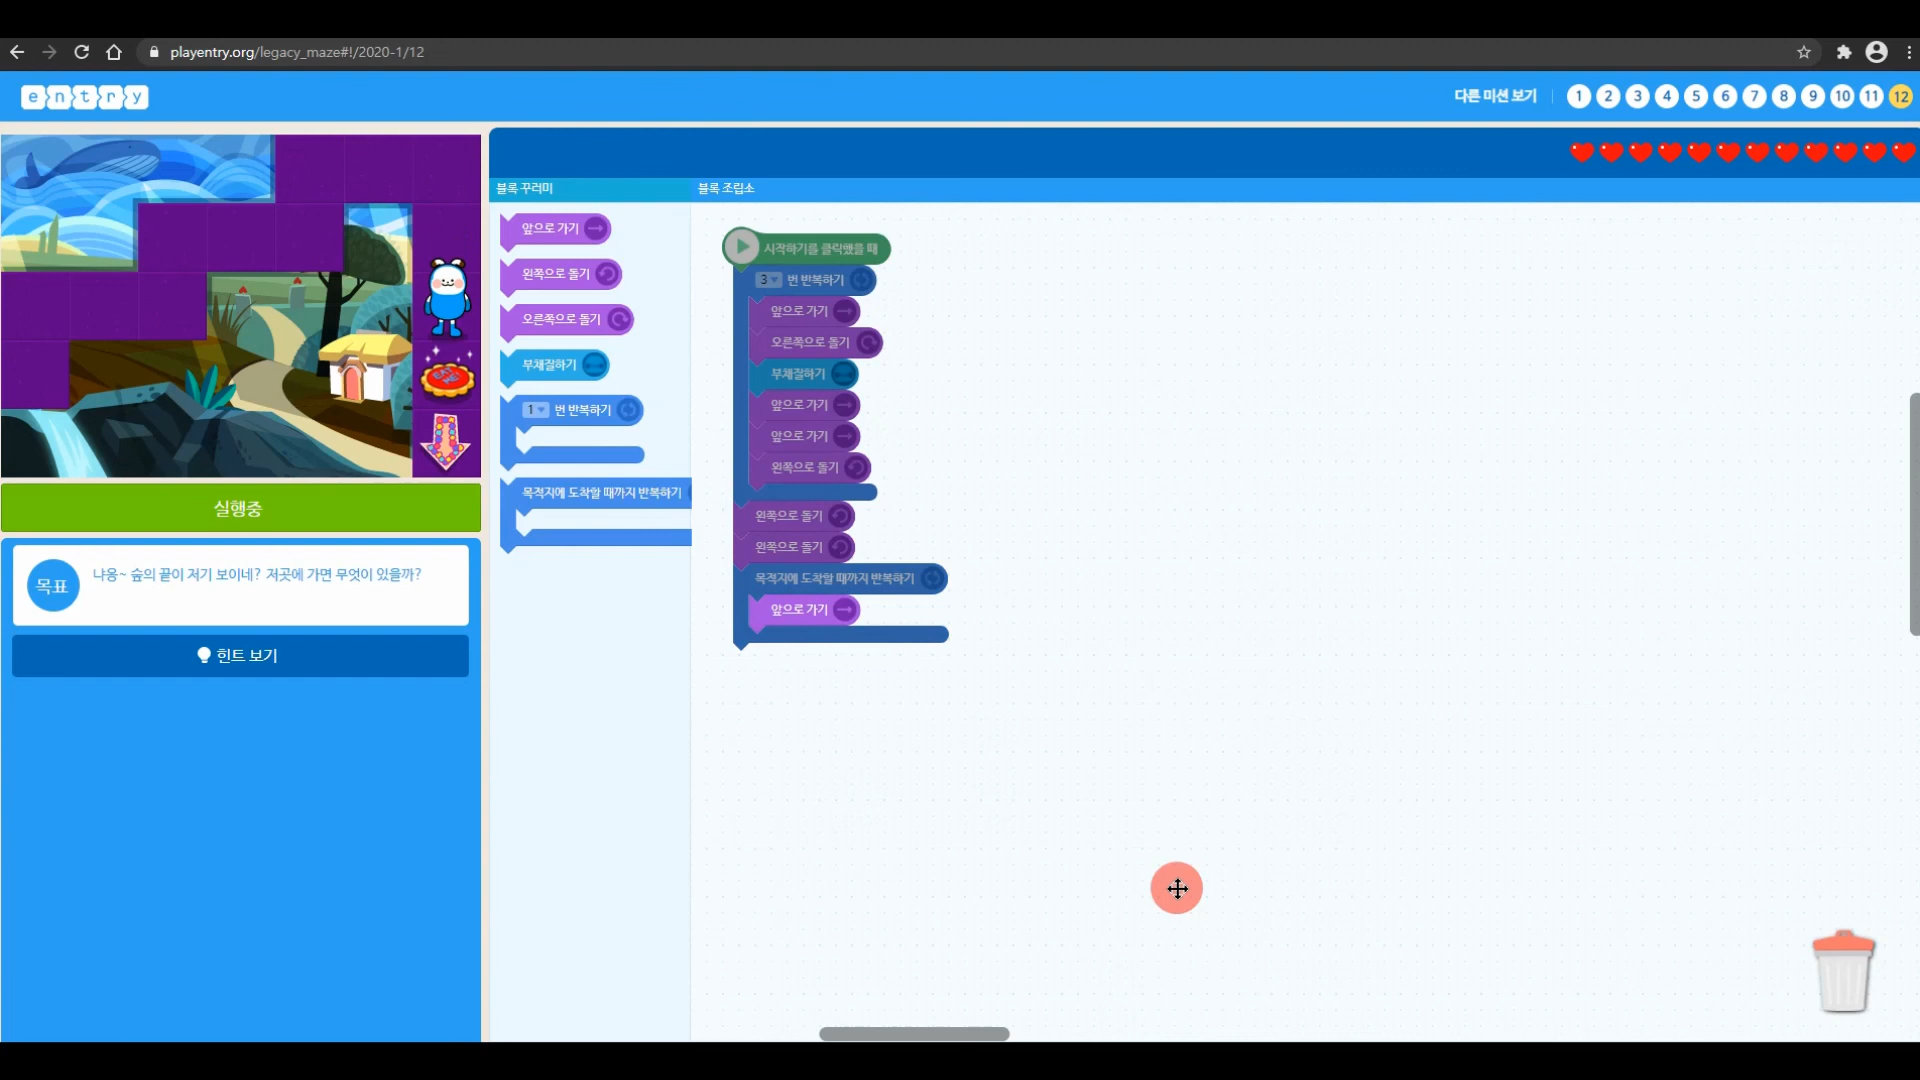 playentry.org/legacy_maze#!/2020-1/12
entry
다른 미션 보기
1 2 3 4 5 6 7 8 9 10 11 12
블록 꾸러미
블록 조립소
앞으로 가기
왼쪽으로 돌기
오른쪽으로 돌기
부채질하기
1 번 반복하기
목적지에 도착할 때까지 반복하기
시작하기를 클릭했을 때
3 번 반복하기
앞으로 가기
오른쪽으로 돌기
부채질하기
앞으로 가기
앞으로 가기
왼쪽으로 돌기
왼쪽으로 돌기
왼쪽으로 돌기
목적지에 도착할 때까지 반복하기
앞으로 가기
EAT
ME
실행중
목표
냐옹~ 숲의 끝이 저기 보이네? 저곳에 가면 무엇이 있을까?
힌트 보기